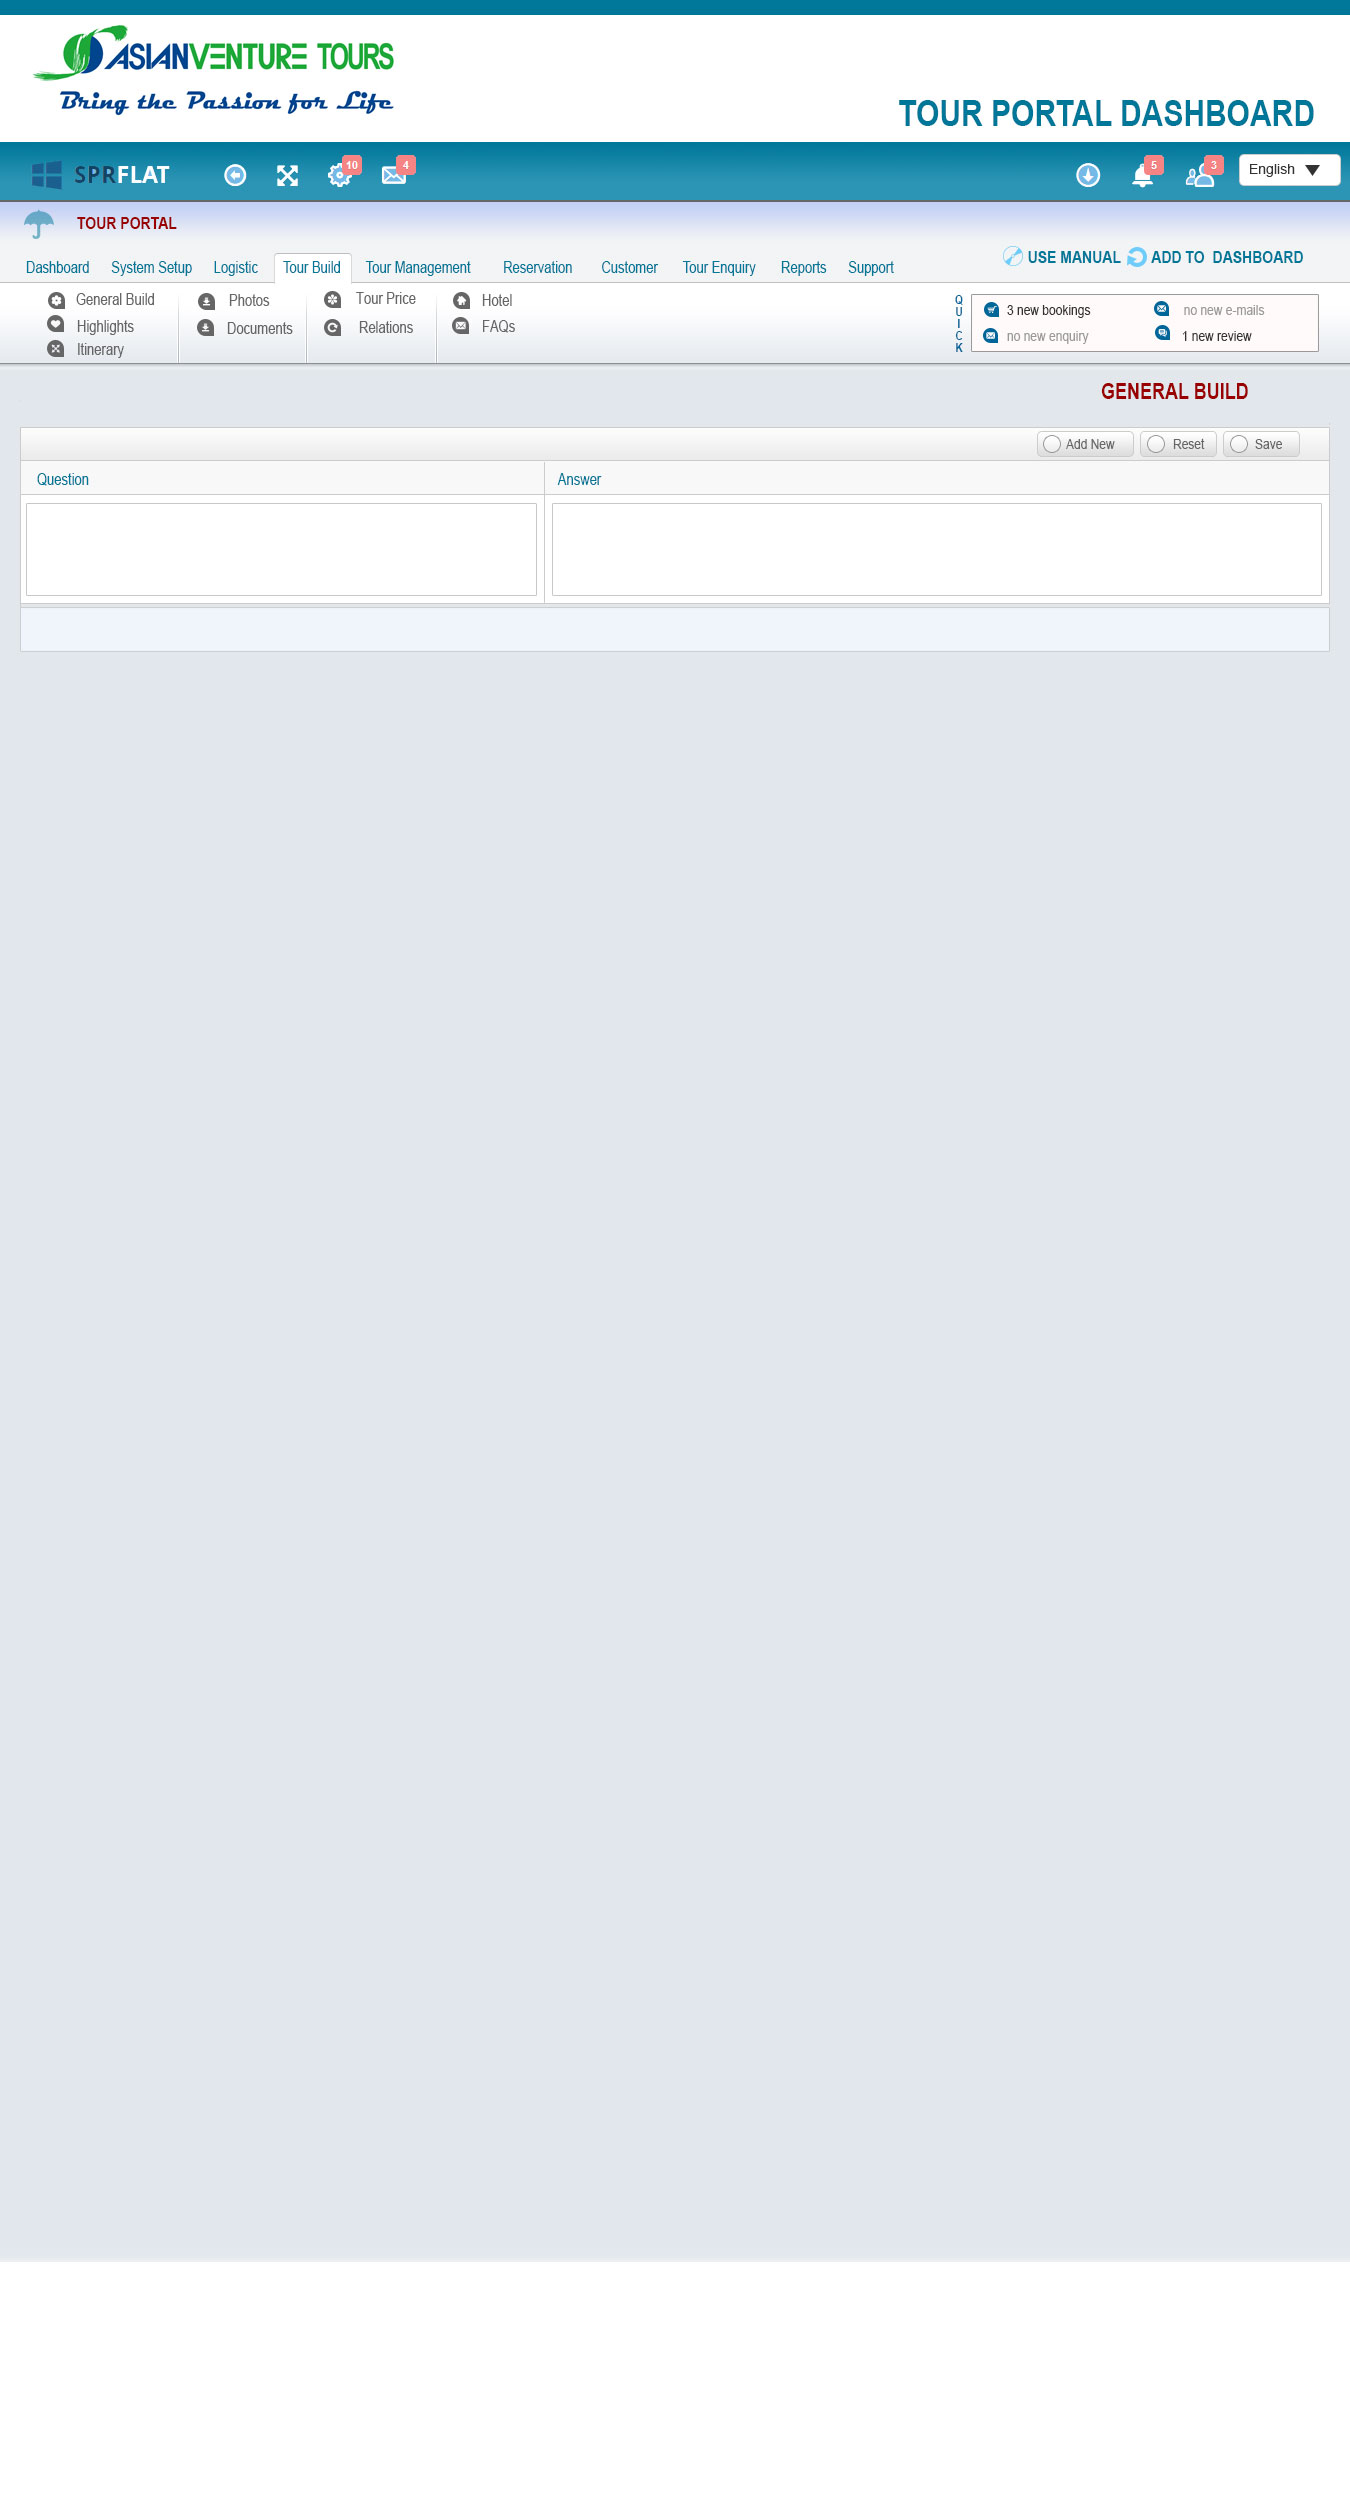 ASIANVENTURE TOURS
Bring the Passion for Life
TOUR PORTAL DASHBOARD
SPRFLAT
10
4
5
3
English
TOUR PORTAL
Dashboard System Setup Logistic Tour Build Tour Management Reservation Customer Tour Enquiry Reports Support
USE MANUAL ADD TO DASHBOARD
General Build Photos Tour Price Hotel
Highlights Documents Relations FAQs
Itinerary
QUICK
3 new bookings no new e-mails
no new enquiry 1 new review
GENERAL BUILD
Add New Reset Save
Question Answer